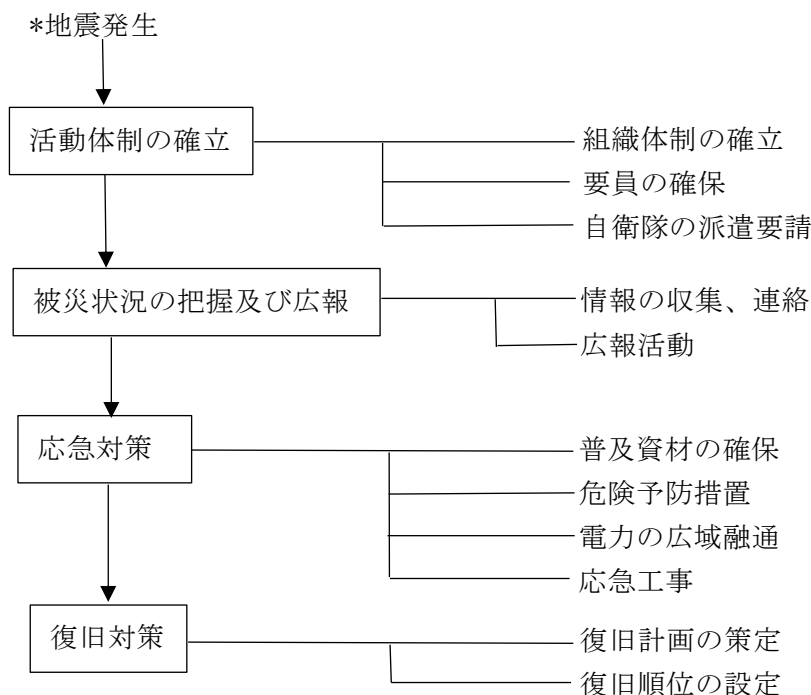 *地震発生
活動体制の確立
組織体制の確立
要員の確保
自衛隊の派遣要請
被災状況の把握及び広報
情報の収集、連絡
広報活動
応急対策
普及資材の確保
危険予防措置
電力の広域融通
応急工事
復旧対策
復旧計画の策定
復旧順位の設定